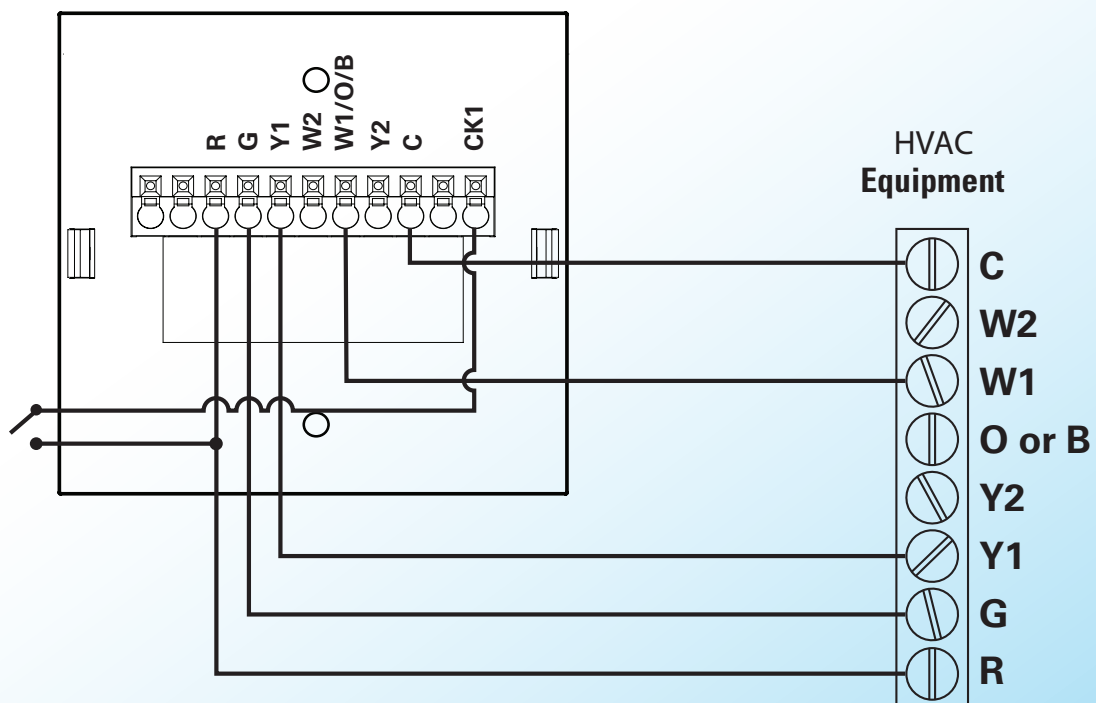 R
G
Y1
W2
W1/O/B
Y2
C
CK1
HVAC
Equipment
C
W2
W1
O or B
Y2
Y1
G
R